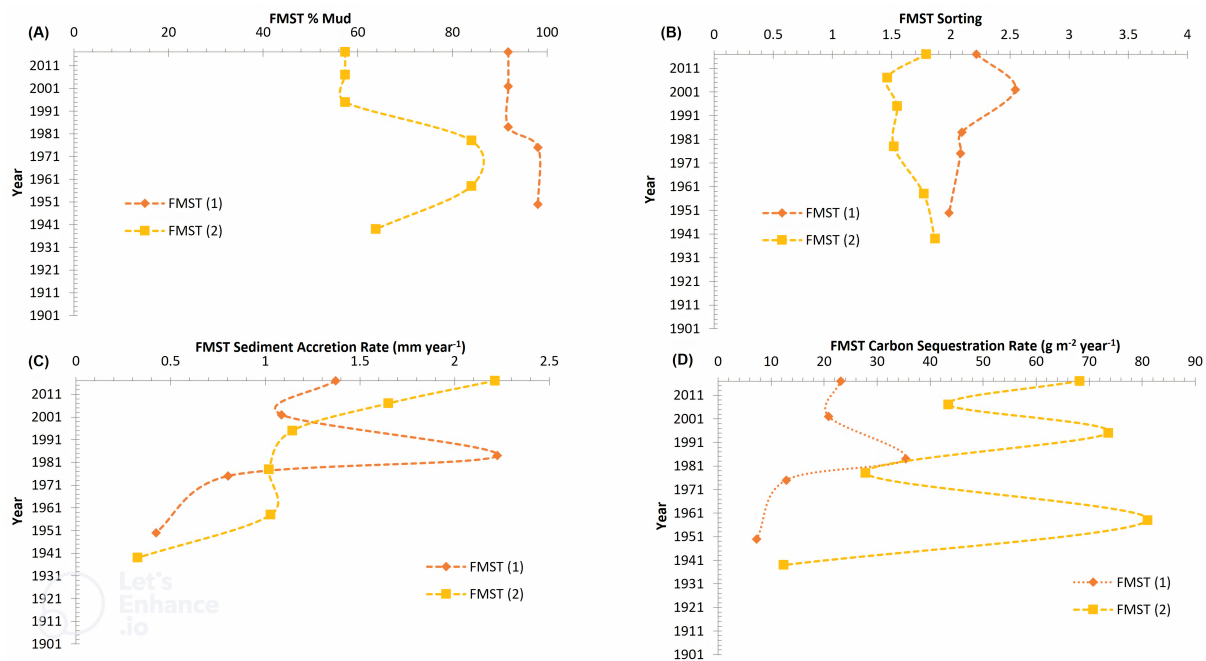 (A)
FMST % Mud
0 20 40 60 80 100
Year
2011
2001
1991
1981
1971
1961
1951
1941
1931
1921
1911
1901
FMST (1)
FMST (2)
(B)
FMST Sorting
0 0.5 1 1.5 2 2.5 3 3.5 4
Year
2011
2001
1991
1981
1971
1961
1951
1941
1931
1921
1911
1901
FMST (1)
FMST (2)
(C)
FMST Sediment Accretion Rate (mm year⁻¹)
0 0.5 1 1.5 2 2.5
Year
2011
2001
1991
1981
1971
1961
1951
1941
1931
1921
1911
1901
FMST (1)
FMST (2)
Let's
Enhance
.io
(D)
FMST Carbon Sequestration Rate (g m⁻² year⁻¹)
0 10 20 30 40 50 60 70 80 90
Year
2011
2001
1991
1981
1971
1961
1951
1941
1931
1921
1911
1901
FMST (1)
FMST (2)